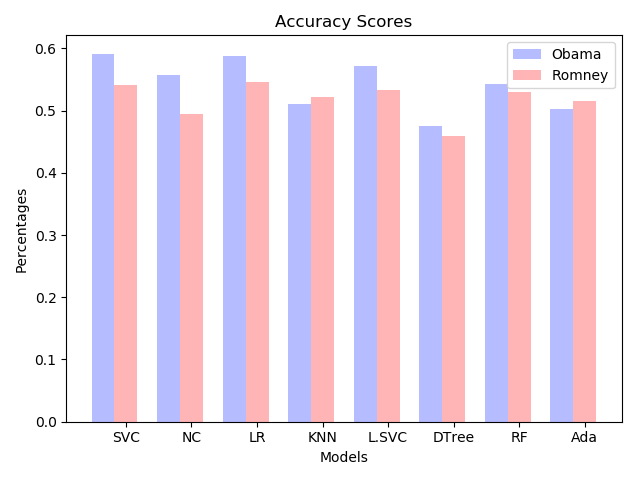 Accuracy Scores
Obama
Romney
Percentages
0.6
0.5
0.4
0.3
0.2
0.1
0.0
SVC NC LR KNN L.SVC DTree RF Ada
Models